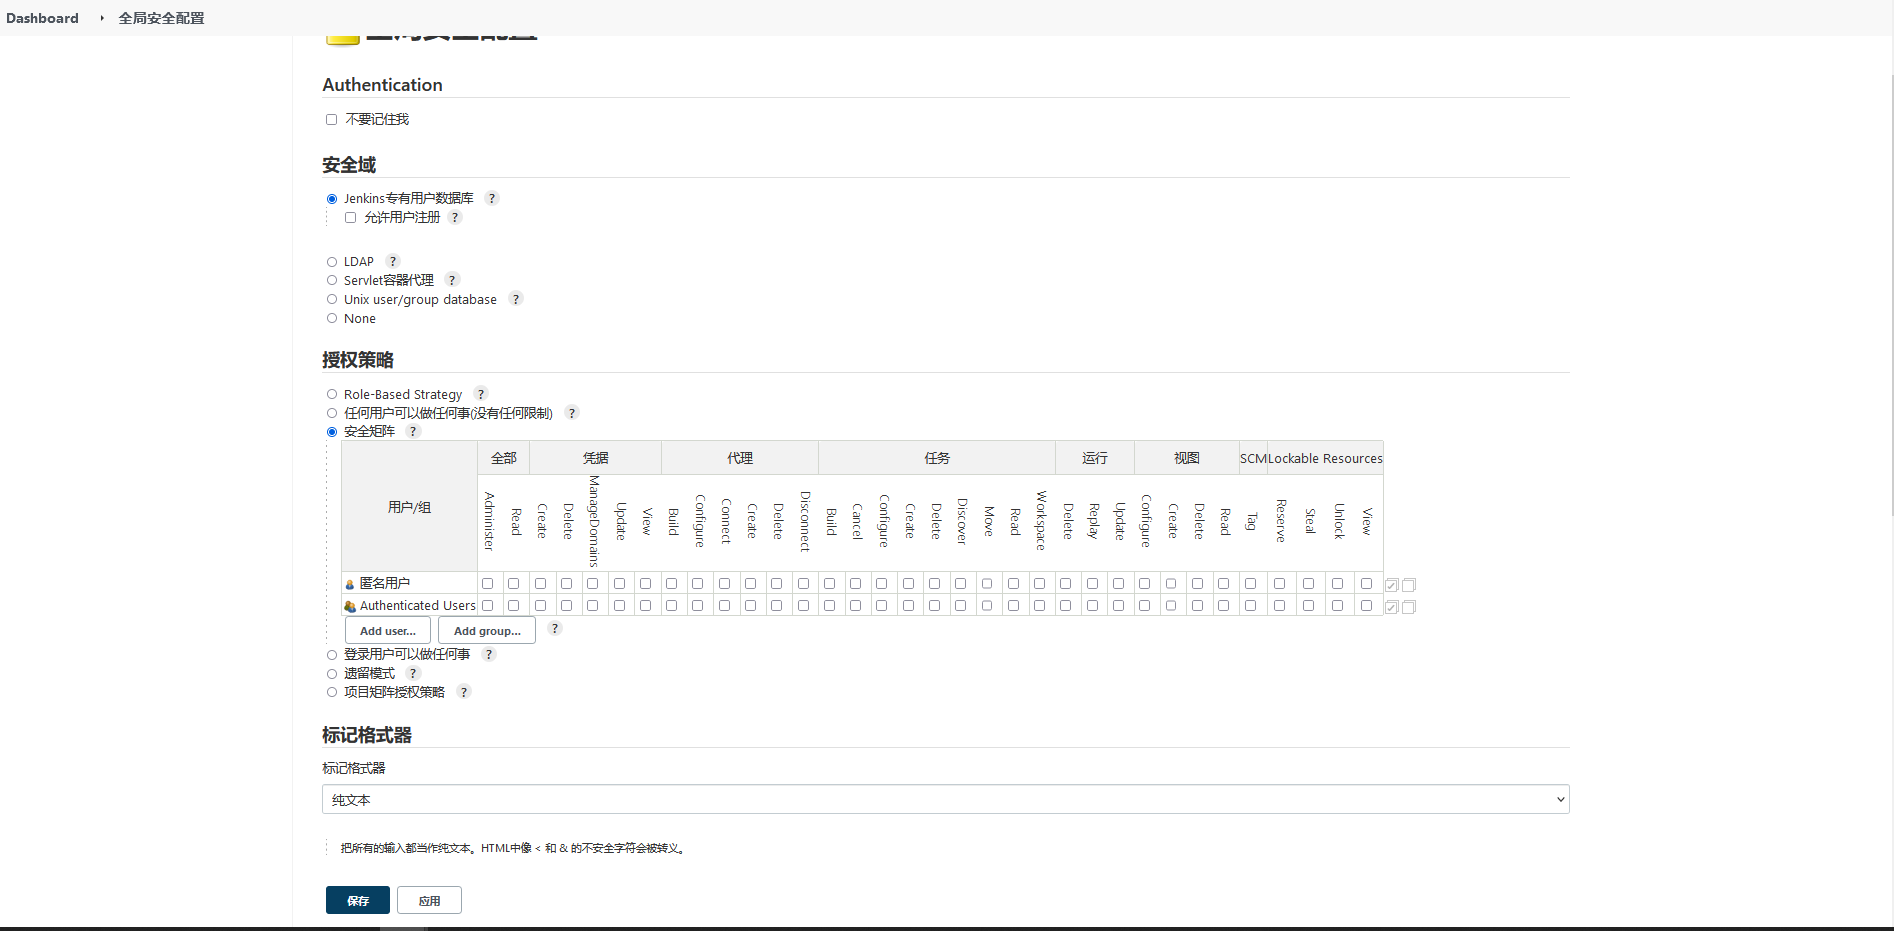 Dashboard 全局安全配置
全局安全配置
Authentication
不要记住我
安全域
Jenkins专有用户数据库 ?
允许用户注册 ?
LDAP ?
Servlet容器代理 ?
Unix user/group database ?
None
授权策略
Role-Based Strategy ?
任何用户可以做任何事(没有任何限制) ?
安全矩阵 ?
用户/组 全部 凭据 代理 任务 运行 视图 SCM Lockable Resources
Administer Read Create Delete ManageDomains Update View Build Configure Connect Create Delete Disconnect Build Cancel Configure Create Delete Discover Move Read Workspace Delete Replay Update Configure Create Delete Read Tag Reserve Steal Unlock View
匿名用户
Authenticated Users
Add user... Add group... ?
登录用户可以做任何事 ?
遗留模式 ?
项目矩阵授权策略 ?
标记格式器
标记格式器
纯文本
把所有的输入都当作纯文本。HTML中像 < 和 & 的不安全字符会被转义。
保存 应用